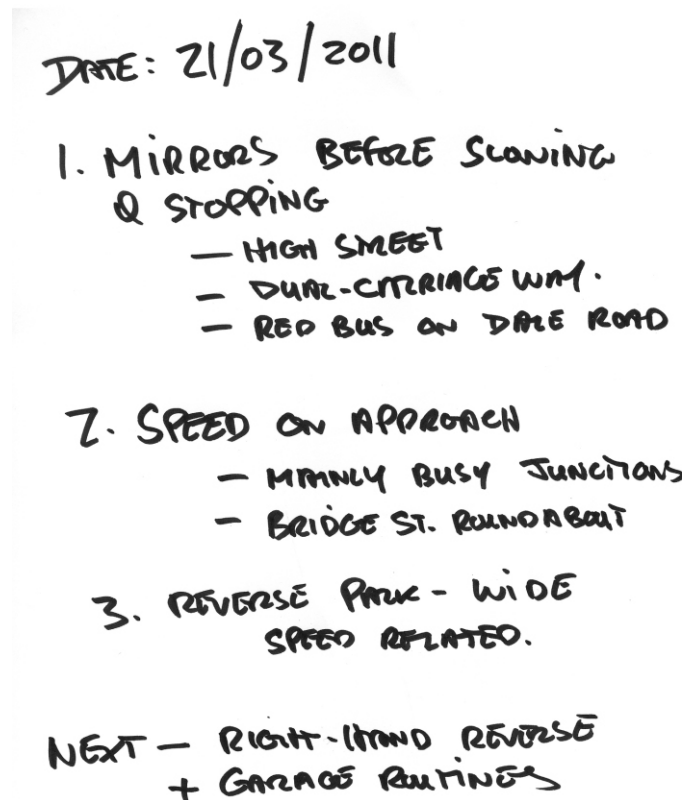 DATE: 21/03/2011
1. MIRRORS BEFORE SLOWING
& STOPPING
— HIGH STREET
— DUAL-CARRIAGE WAY.
— RED BUS ON DALE ROAD
2. SPEED ON APPROACH
— MAINLY BUSY JUNCTIONS
— BRIDGE ST. ROUNDABOUT
3. REVERSE PARK - WIDE
SPEED RELATED.
NEXT — RIGHT-HAND REVERSE
+ GARAGE ROUTINES